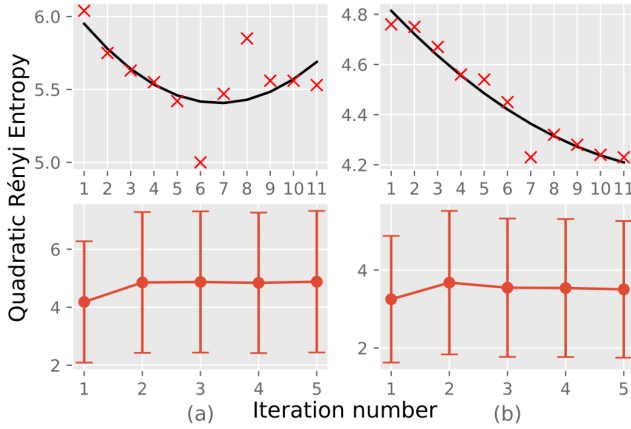 Quadratic Rényi Entropy
6.0
5.5
5.0
1 2 3 4 5 6 7 8 9 10 11
4.8
4.6
4.4
4.2
1 2 3 4 5 6 7 8 9 10 11
6
4
2
1 2 3 4 5
4
2
1 2 3 4 5
(a) Iteration number (b)